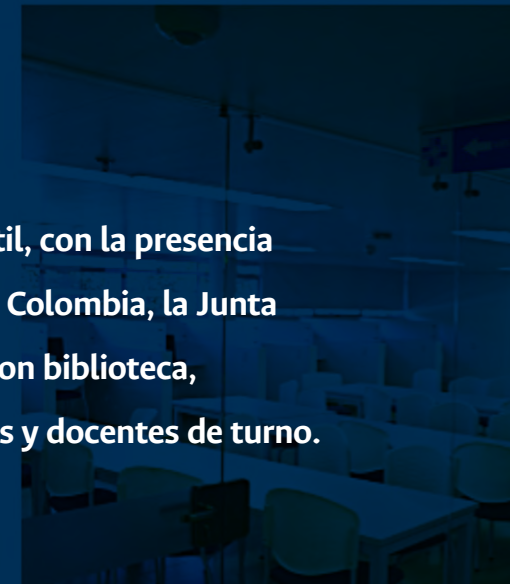 til, con la presencia
Colombia, la Junta
on biblioteca,
s y docentes de turno.